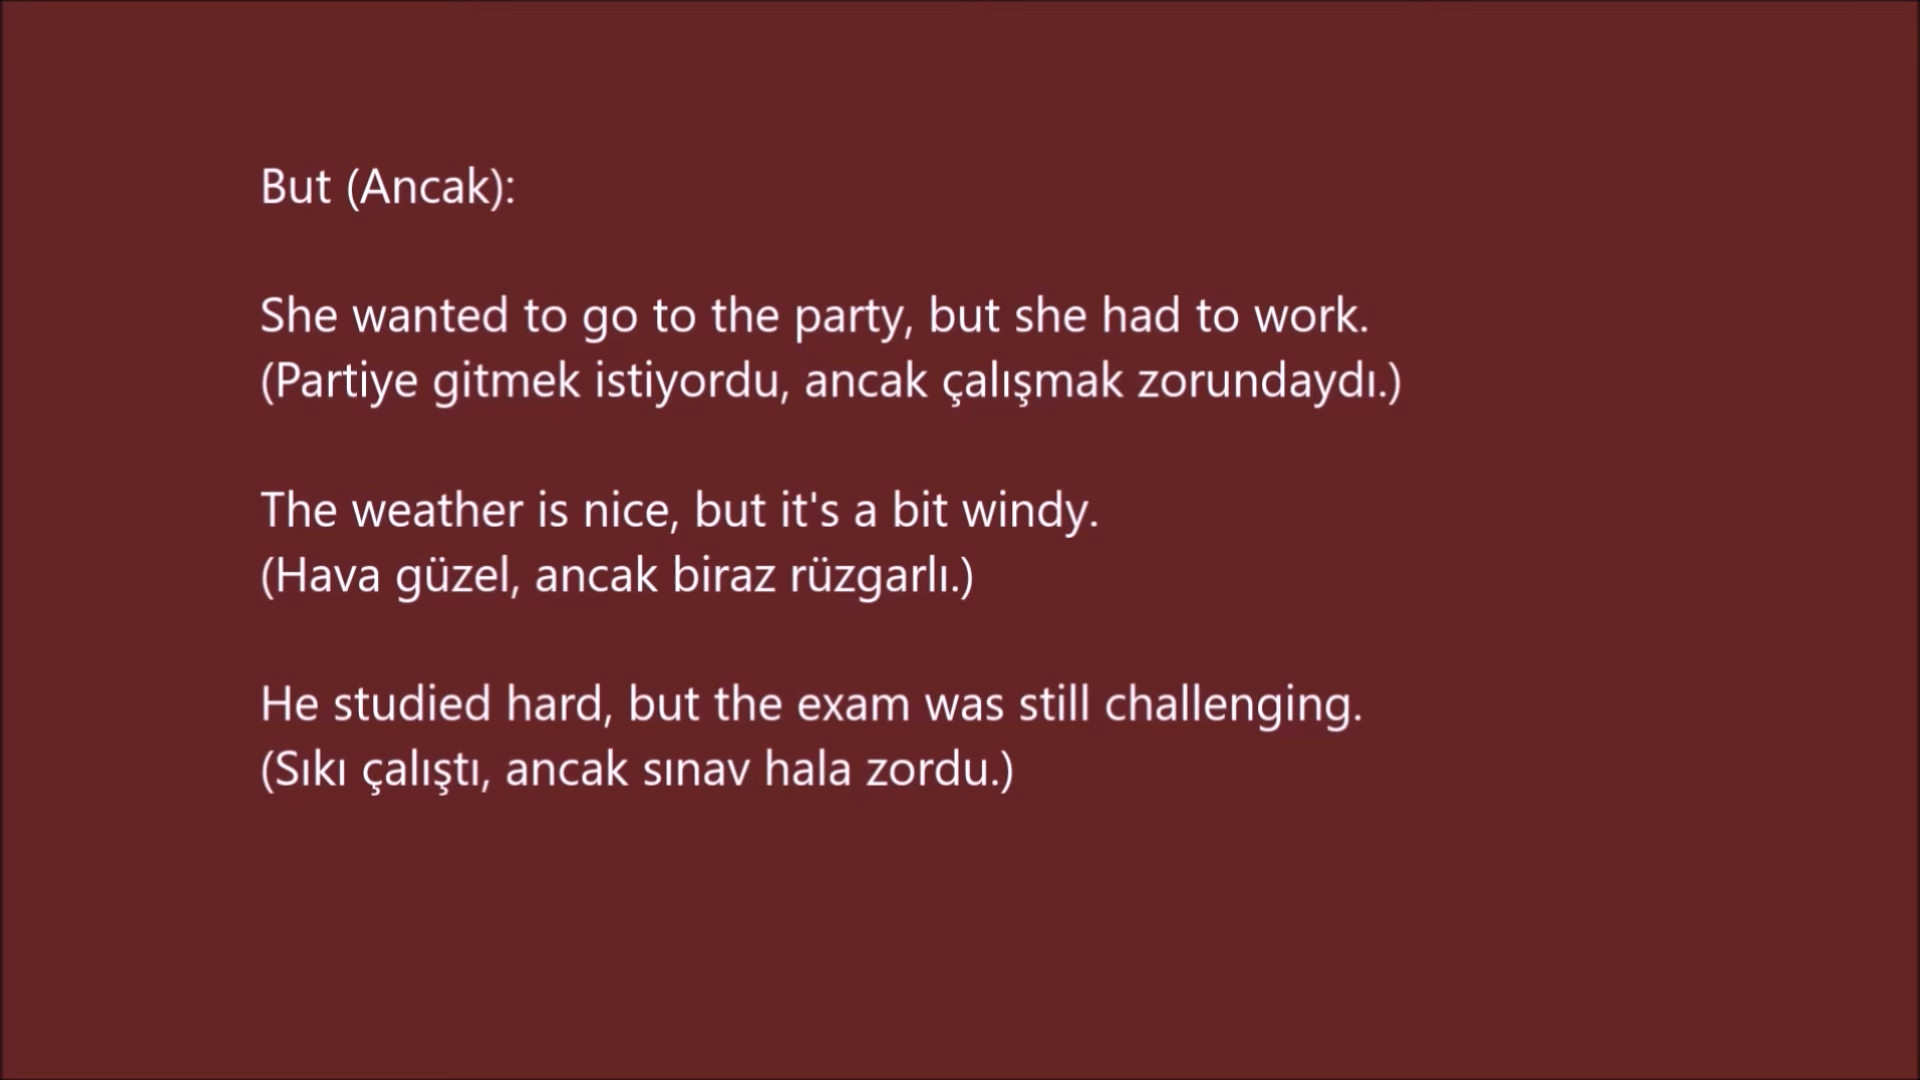 But (Ancak):
She wanted to go to the party, but she had to work.
(Partiye gitmek istiyordu, ancak çalışmak zorundaydı.)
The weather is nice, but it's a bit windy.
(Hava güzel, ancak biraz rüzgarlı.)
He studied hard, but the exam was still challenging.
(Sıkı çalıştı, ancak sınav hala zordu.)